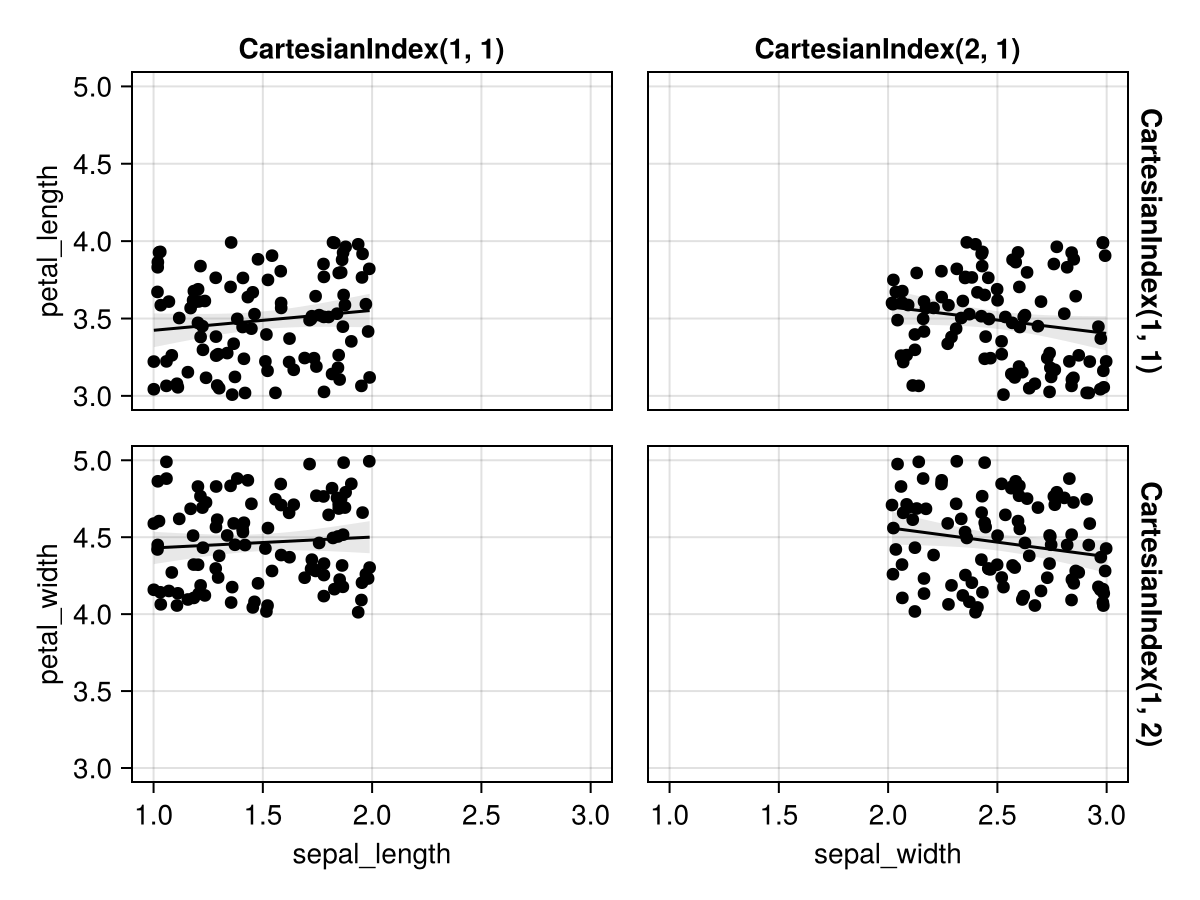 CartesianIndex(1, 1)
CartesianIndex(2, 1)
5.0
4.5
4.0
3.5
3.0
petal_length
CartesianIndex(1, 1)
5.0
4.5
4.0
3.5
3.0
petal_width
CartesianIndex(1, 2)
1.0 1.5 2.0 2.5 3.0
1.0 1.5 2.0 2.5 3.0
sepal_length
sepal_width